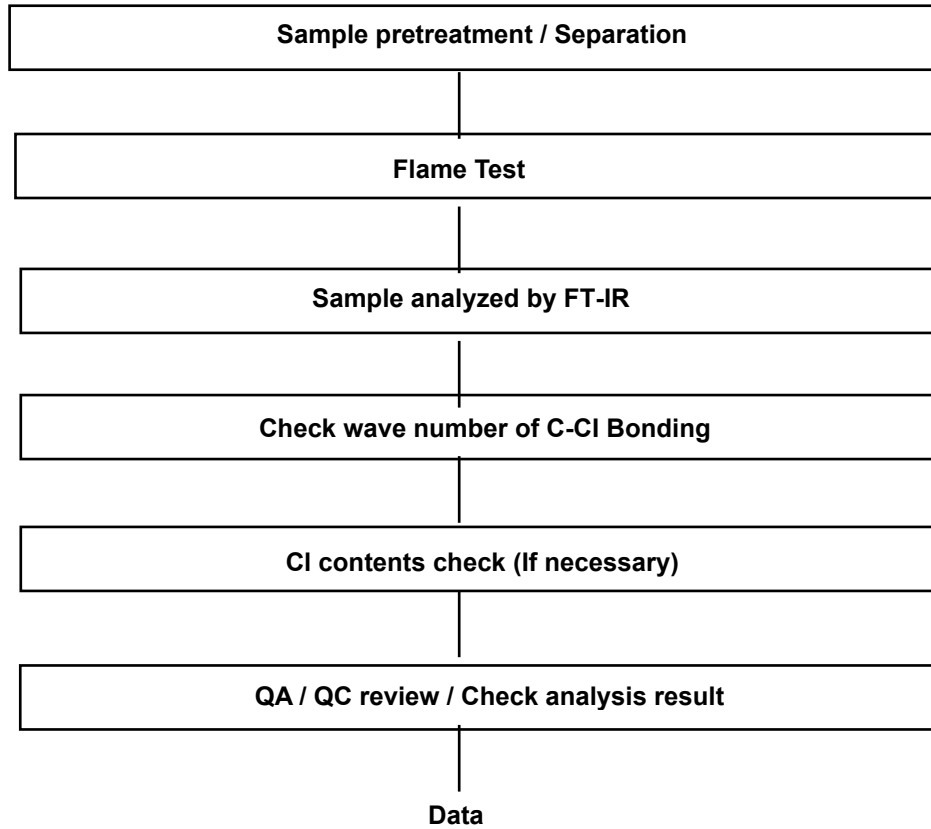 Sample pretreatment / Separation
Flame Test
Sample analyzed by FT-IR
Check wave number of C-Cl Bonding
Cl contents check (If necessary)
QA / QC review / Check analysis result
Data